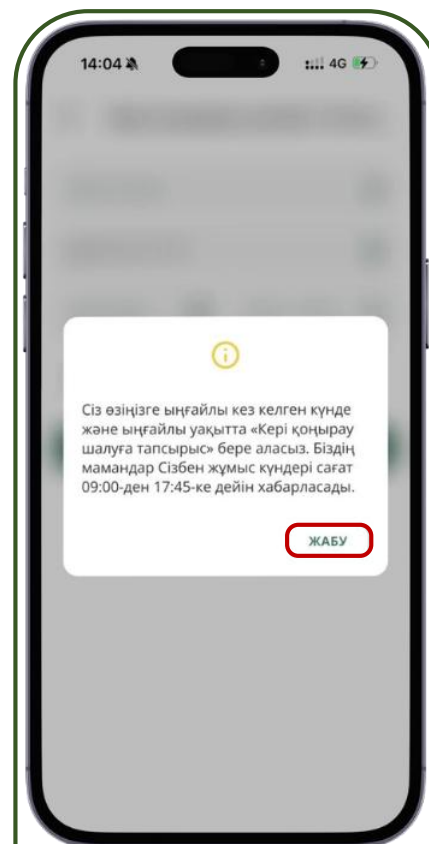 14:04 4G
Сіз өзіңізге ыңғайлы кез келген күнде
және ыңғайлы уақытта «Кері қоңырау
шалуға тапсырыс» бере аласыз. Біздің
мамандар Сізбен жұмыс күндері сағат
09:00-ден 17:45-ке дейін хабарласады.
ЖАБУ